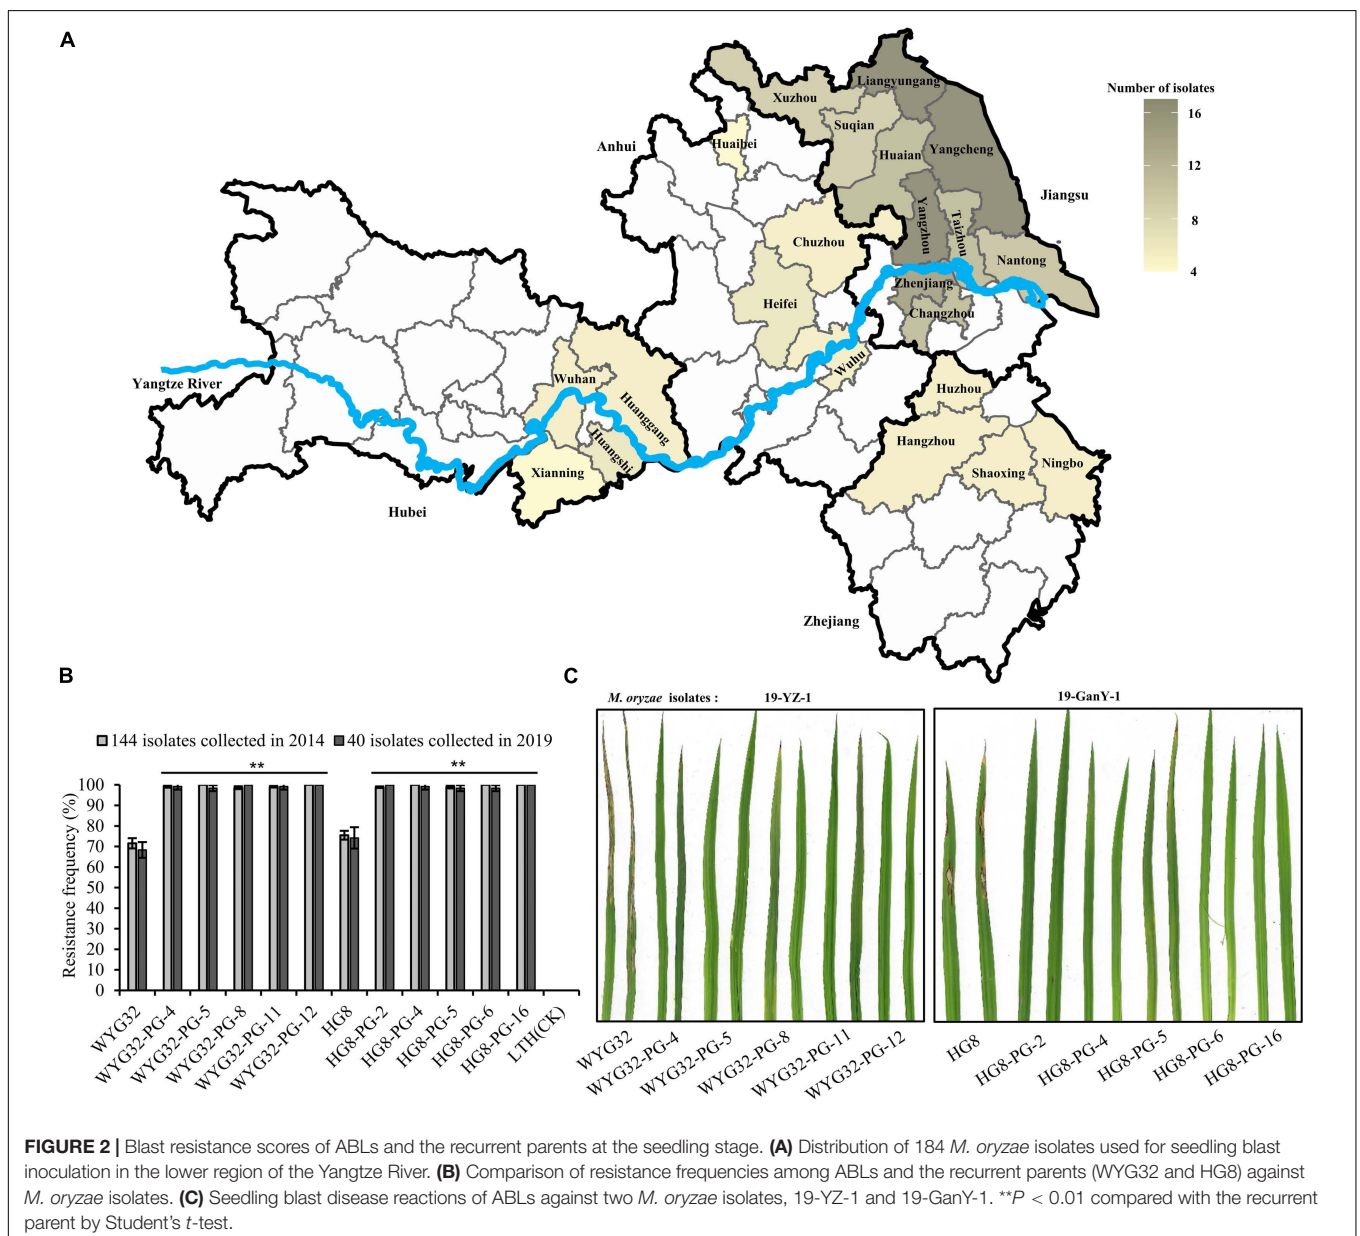 A
Liangyungang
Xuzhou
Suqian
Huaian
Yangcheng
Huaibei
Anhui
Number of isolates
16
12
8
4
Jiangsu
Yangzhou
Taizhou
Chuzhou
Nantong
Zhenjiang
Heifei
Changzhou
Wuhu
Yangtze River
Wuhan
Huanggang
Huangshi
Xianning
Huzhou
Hangzhou
Shaoxing
Ningbo
Hubei
Zhejiang
B
144 isolates collected in 2014 40 isolates collected in 2019
** **
Resistance frequency (%)
100
90
80
70
60
50
40
30
20
10
0
WYG32
WYG32-PG-4
WYG32-PG-5
WYG32-PG-8
WYG32-PG-11
WYG32-PG-12
HG8
HG8-PG-2
HG8-PG-4
HG8-PG-5
HG8-PG-6
HG8-PG-16
LTH(CK)
C
M. oryzae isolates : 19-YZ-1 19-GanY-1
WYG32
WYG32-PG-4
WYG32-PG-5
WYG32-PG-8
WYG32-PG-11
WYG32-PG-12
HG8
HG8-PG-2
HG8-PG-4
HG8-PG-5
HG8-PG-6
HG8-PG-16
FIGURE 2 | Blast resistance scores of ABLs and the recurrent parents at the seedling stage. (A) Distribution of 184 M. oryzae isolates used for seedling blast
inoculation in the lower region of the Yangtze River. (B) Comparison of resistance frequencies among ABLs and the recurrent parents (WYG32 and HG8) against
M. oryzae isolates. (C) Seedling blast disease reactions of ABLs against two M. oryzae isolates, 19-YZ-1 and 19-GanY-1. **P < 0.01 compared with the recurrent
parent by Student's t-test.